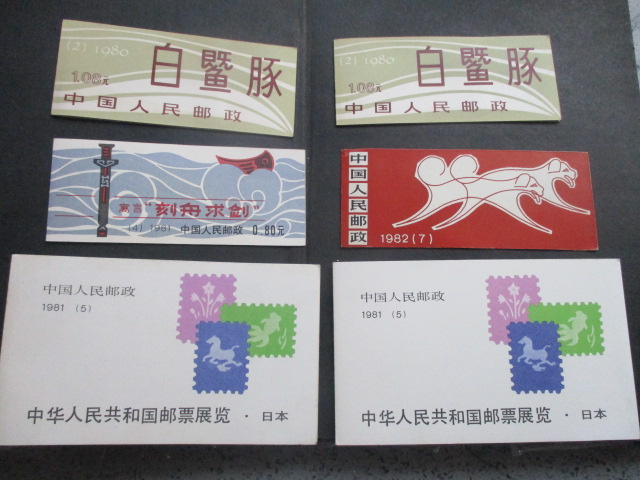 (2) 1980
白鱀豚
1.08元
中国人民邮政
(2) 1980
白鱀豚
1.08元
中国人民邮政
寓言“刻舟求剑”
(4) 1981 中国人民邮政 0.80元
中国人民邮政
1982(7)
中国人民邮政
1981 (5)
中华人民共和国邮票展览 · 日本
中国人民邮政
1981 (5)
中华人民共和国邮票展览 · 日本